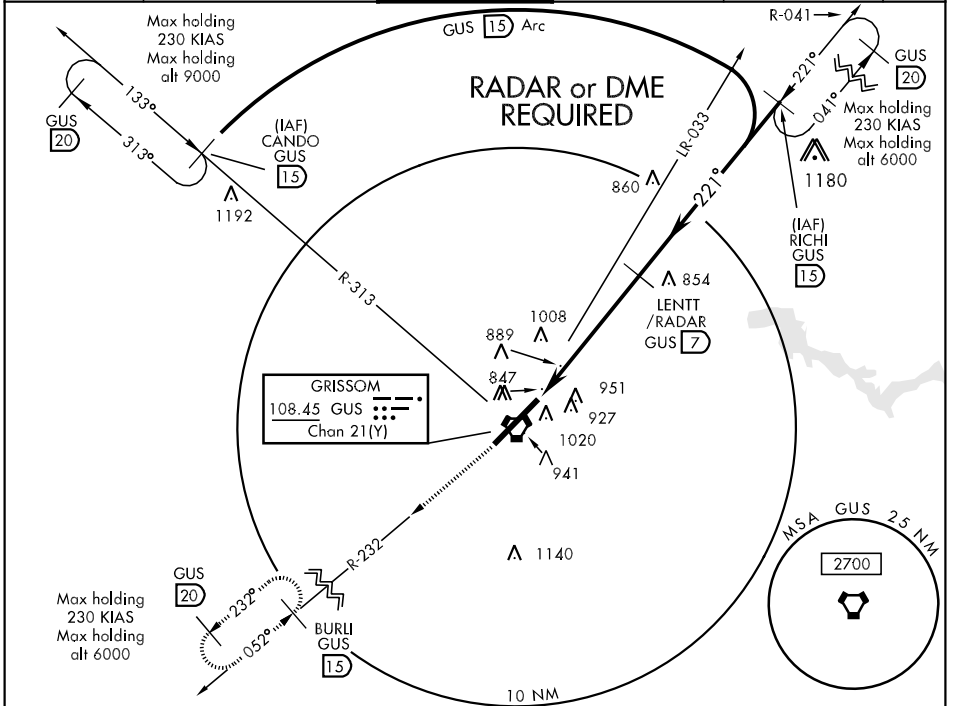 Max holding
230 KIAS
Max holding
alt 9000
GUS 15 Arc
R-041
221°
041°
GUS
20
Max holding
230 KIAS
Max holding
alt 6000
RADAR or DME
REQUIRED
133°
313°
GUS
20
(IAF)
CANDO
GUS
15
1192
LR-033
860
221°
1180
(IAF)
RICHI
GUS
15
R-313
854
LENTT
/RADAR
GUS 7
1008
889
847
951
927
1020
941
GRISSOM
108.45 GUS
Chan 21(Y)
R-232
1140
GUS
20
Max holding
230 KIAS
Max holding
alt 6000
232°
052°
BURLI
GUS
15
10 NM
MSA GUS 25 NM
2700